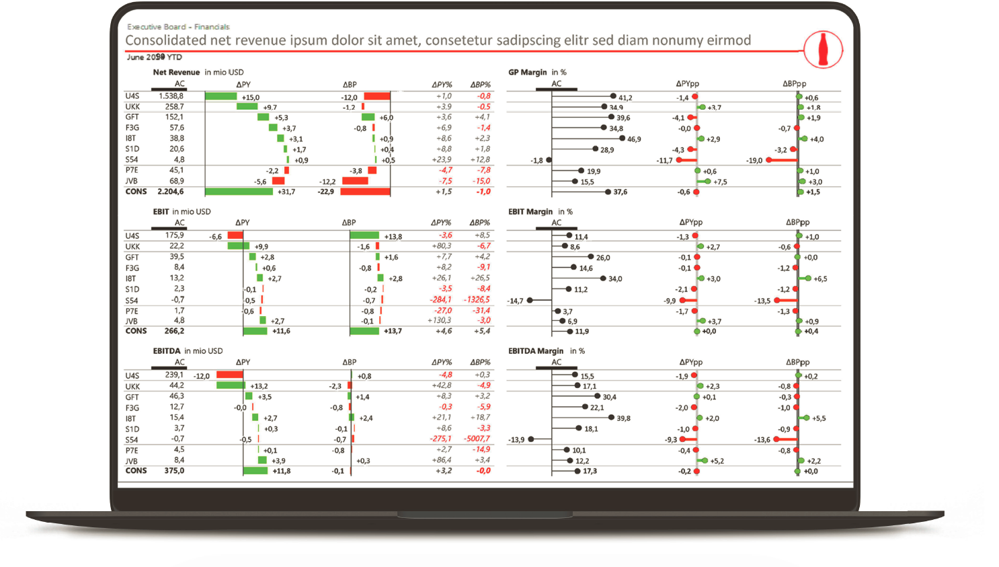 Executive Board - Financials
Consolidated net revenue ipsum dolor sit amet, consetetur sadipscing elitr sed diam nonumy eirmod
June YTD
Net Revenue in mio USD
AC ΔPY ΔBP ΔPY% ΔBP%
U4S 1.538,8 +15,0 -12,0 +1,0 -0,8
UKK 258,7 +9,7 -1,2 +3,9 -0,5
GFT 152,1 +5,3 +6,0 +3,6 +4,1
F3G 57,6 +3,7 -0,8 +6,9 -1,4
I8T 38,8 +3,1 +0,9 +8,6 +2,3
S1D 20,6 +1,7 +0,4 +8,8 +1,8
S54 4,8 +0,9 +0,5 +23,9 +12,8
P7E 45,1 -2,2 -3,8 -4,7 -7,8
JVB 68,9 -5,6 -12,2 -7,5 -15,0
CONS 2.204,6 +31,7 -22,9 +1,5 -1,0
GP Margin in %
AC ΔPYpp ΔBPpp
41,2 -1,4 +0,6
34,9 +3,7 +1,8
39,6 -4,1 +1,9
34,8 -0,0 -0,7
46,9 +2,9 +4,0
28,9 -4,3 -3,2
-1,8 -11,7 -19,0
19,9 +0,6 +1,0
15,5 +7,5 +3,0
37,6 -0,6 +1,5
EBIT in mio USD
AC ΔPY ΔBP ΔPY% ΔBP%
U4S 175,9 -6,6 +13,8 -3,6 +8,5
UKK 22,2 +9,9 -1,6 +80,3 -6,7
GFT 39,5 +2,8 +1,6 +7,7 +4,2
F3G 8,4 +0,6 -0,8 +8,2 -9,1
I8T 13,2 +2,7 +2,8 +26,1 +26,5
S1D 2,3 -0,1 -0,2 -3,5 -8,4
S54 -0,7 -0,5 -0,7 -284,1 -1326,5
P7E 1,7 -0,6 -0,8 -27,0 -31,4
JVB 4,8 +2,7 -0,1 +130,3 -3,0
CONS 266,2 +11,6 +13,7 +4,6 +5,4
EBIT Margin in %
AC ΔPYpp ΔBPpp
11,4 -1,3 +1,0
8,6 +2,7 -0,6
26,0 -0,1 +0,0
14,6 -0,1 -1,2
34,0 +3,0 +6,5
11,2 -2,1 -1,2
-14,7 -9,9 -13,5
3,7 -1,7 -1,3
6,9 +3,7 +0,9
11,9 +0,0 +0,4
EBITDA in mio USD
AC ΔPY ΔBP ΔPY% ΔBP%
U4S 239,1 -12,0 +0,8 -4,8 +0,3
UKK 44,2 +13,2 -2,3 +42,8 -4,9
GFT 46,3 +3,5 +1,4 +8,3 +3,2
F3G 12,7 -0,0 -0,8 -0,3 -5,9
I8T 15,4 +2,7 +2,4 +21,1 +18,7
S1D 3,7 +0,3 -0,1 +8,6 -3,3
S54 -0,7 -0,5 -0,7 -275,1 -5007,7
P7E 4,5 +0,1 -0,8 +2,7 -14,9
JVB 8,4 +3,9 +0,3 +86,4 +3,4
CONS 375,0 +11,8 -0,1 +3,2 -0,0
EBITDA Margin in %
AC ΔPYpp ΔBPpp
15,5 -1,9 +0,2
17,1 +2,3 -0,8
30,4 +0,1 -0,3
22,1 -2,0 -1,0
39,8 +2,0 +5,5
18,1 -1,0 -0,9
-13,9 -9,3 -13,6
10,1 -0,4 -0,8
12,2 +5,2 +2,2
17,3 -0,2 +0,0